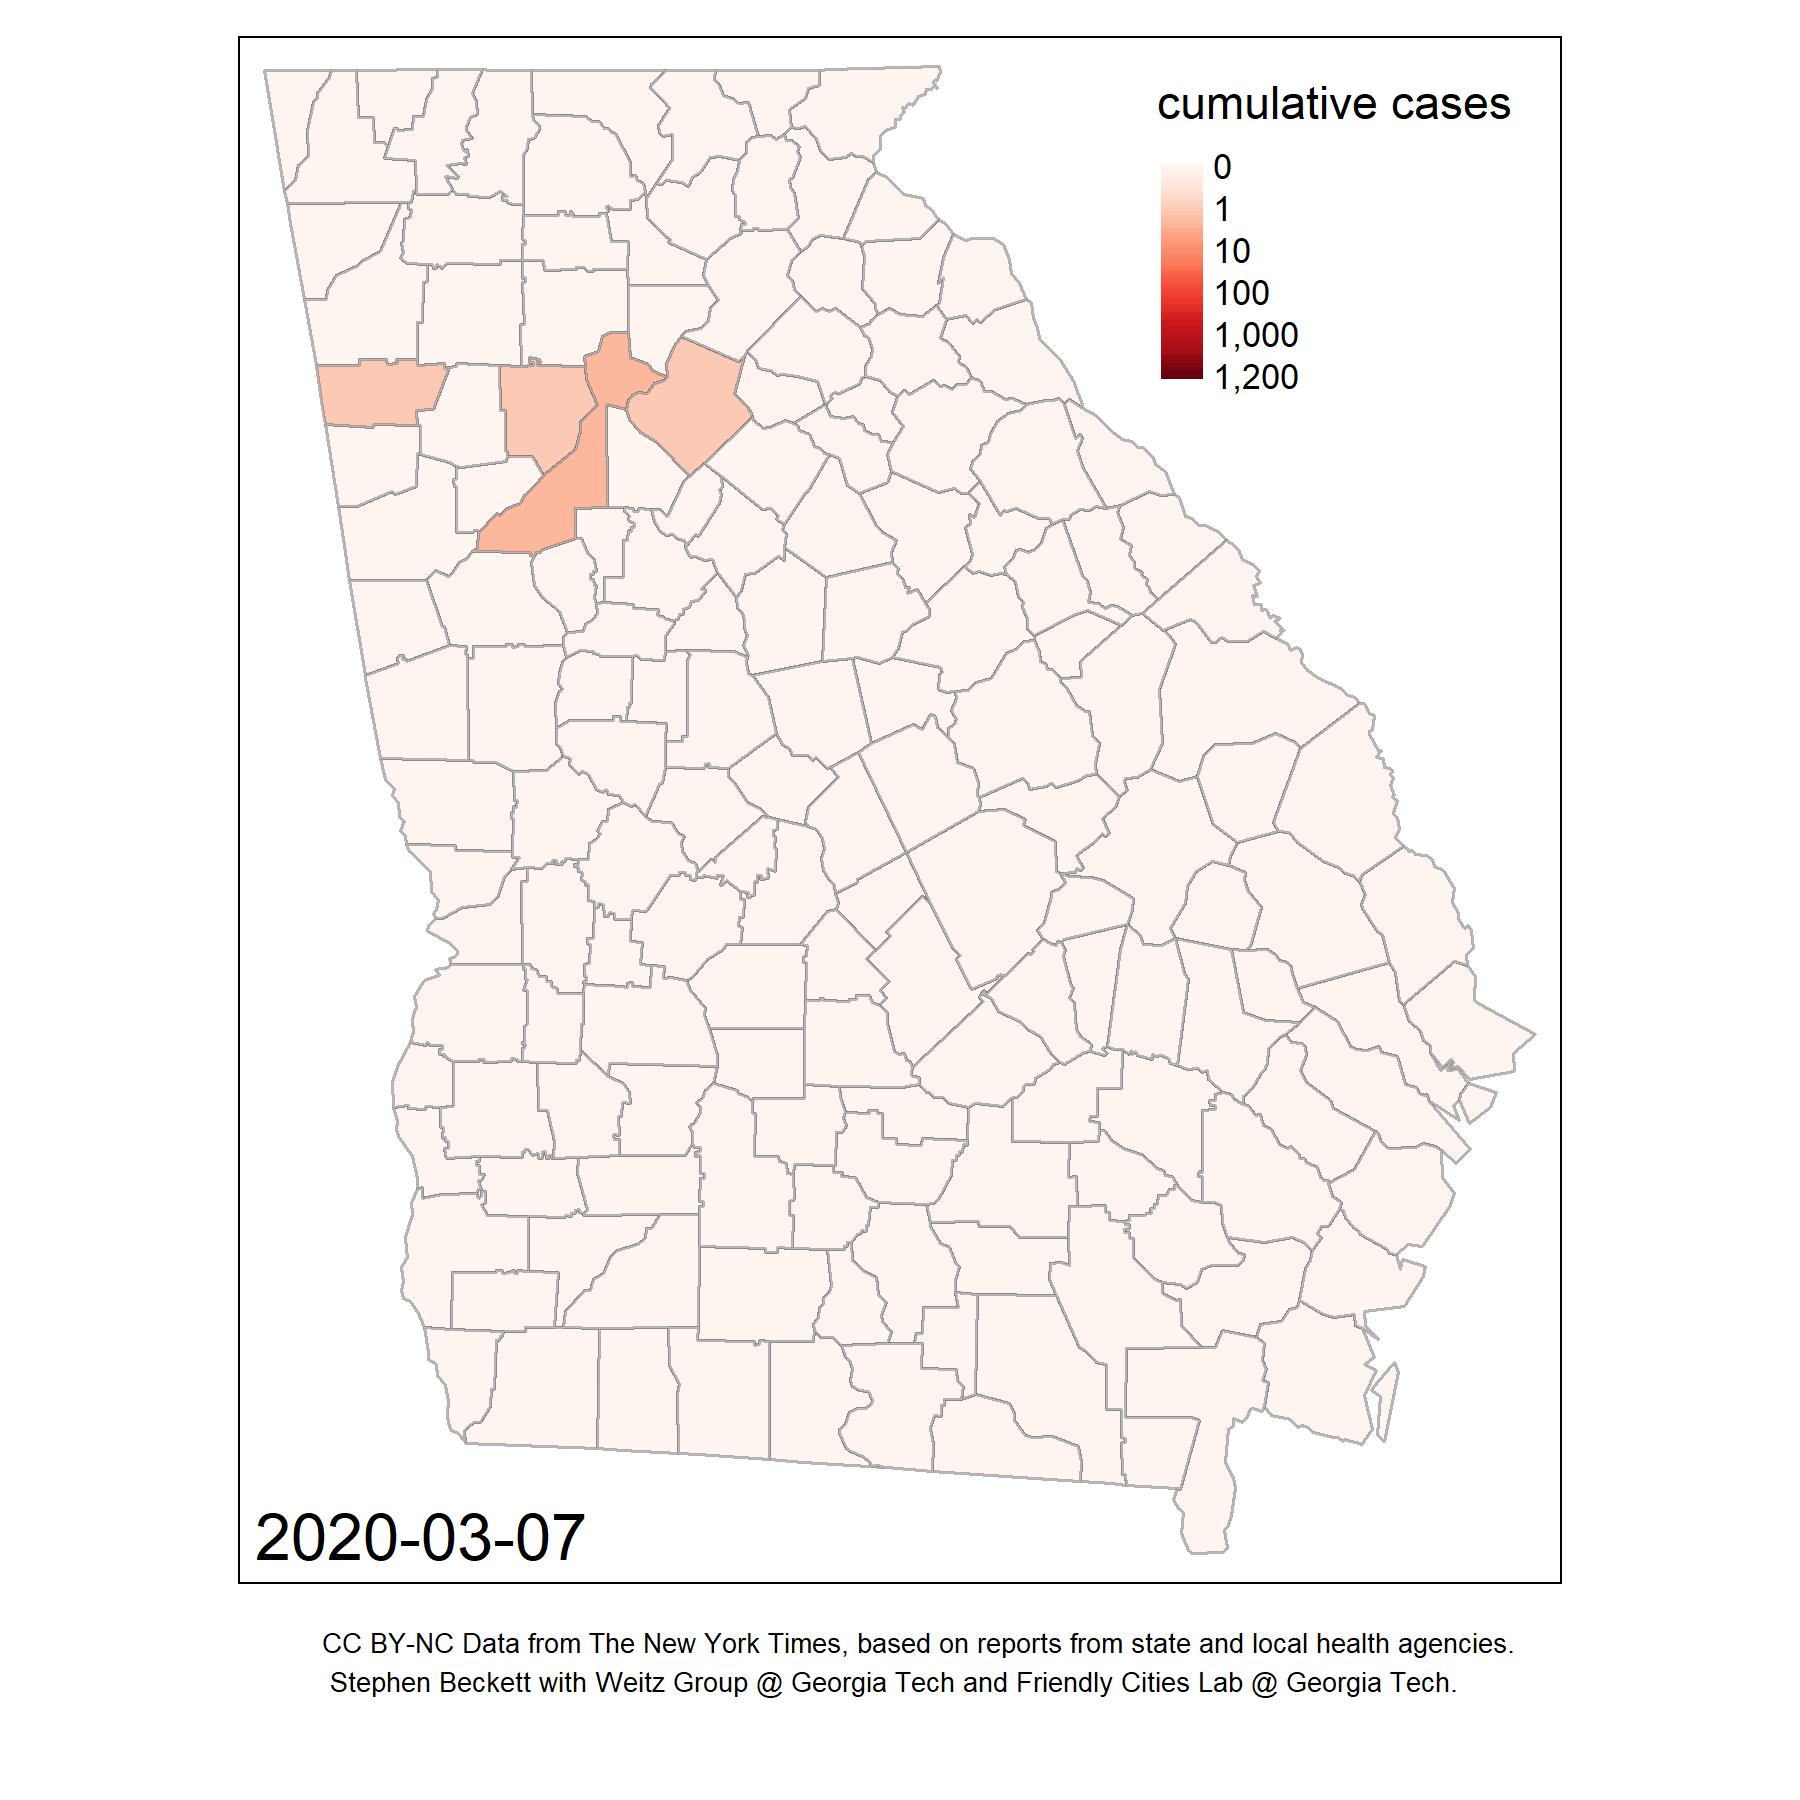 cumulative cases
0
1
10
100
1,000
1,200
2020-03-07
CC BY-NC Data from The New York Times, based on reports from state and local health agencies.
Stephen Beckett with Weitz Group @ Georgia Tech and Friendly Cities Lab @ Georgia Tech.